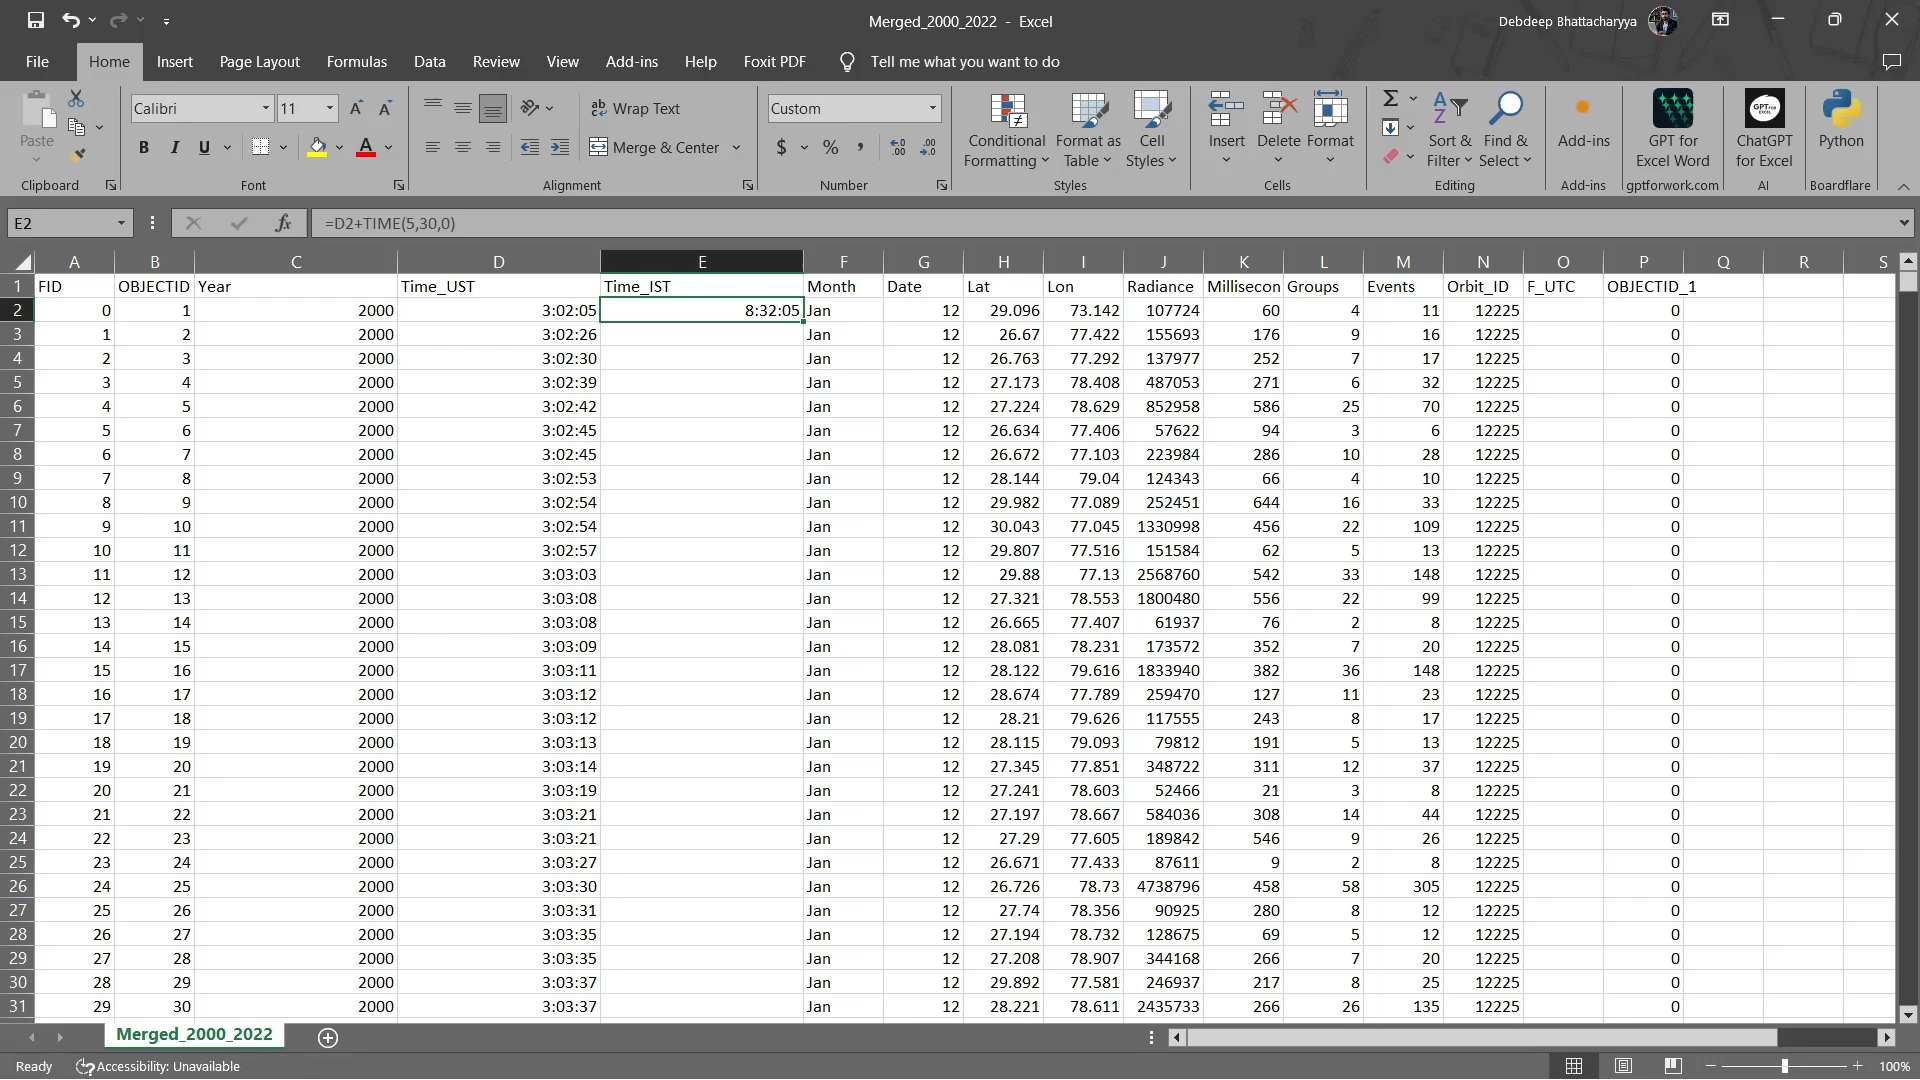 Merged_2000_2022 - Excel
Debdeep Bhattacharyya
File Home Insert Page Layout Formulas Data Review View Add-ins Help Foxit PDF Tell me what you want to do
Paste
Calibri 11
B I U
Wrap Text
Merge & Center
Custom
$ % ,
Conditional Formatting
Format as Table
Cell Styles
Insert Delete Format
Sort & Filter
Find & Select
Add-ins
GPT for Excel Word
ChatGPT for Excel
Python
Clipboard Font Alignment Number Styles Cells Editing Add-ins gptforwork.com AI Boardflare
E2 fx =D2+TIME(5,30,0)
A B C D E F G H I J K L M N O P Q R S
1 FID OBJECTID Year Time_UST Time_IST Month Date Lat Lon Radiance Millisecon Groups Events Orbit_ID F_UTC OBJECTID_1
2 0 1 2000 3:02:05 8:32:05 Jan 12 29.096 73.142 107724 60 4 11 12225 0
3 1 2 2000 3:02:26 Jan 12 26.67 77.422 155693 176 9 16 12225 0
4 2 3 2000 3:02:30 Jan 12 26.763 77.292 137977 252 7 17 12225 0
5 3 4 2000 3:02:39 Jan 12 27.173 78.408 487053 271 6 32 12225 0
6 4 5 2000 3:02:42 Jan 12 27.224 78.629 852958 586 25 70 12225 0
7 5 6 2000 3:02:45 Jan 12 26.634 77.406 57622 94 3 6 12225 0
8 6 7 2000 3:02:45 Jan 12 26.672 77.103 223984 286 10 28 12225 0
9 7 8 2000 3:02:53 Jan 12 28.144 79.04 124343 66 4 10 12225 0
10 8 9 2000 3:02:54 Jan 12 29.982 77.089 252451 644 16 33 12225 0
11 9 10 2000 3:02:54 Jan 12 30.043 77.045 1330998 456 22 109 12225 0
12 10 11 2000 3:02:57 Jan 12 29.807 77.516 151584 62 5 13 12225 0
13 11 12 2000 3:03:03 Jan 12 29.88 77.13 2568760 542 33 148 12225 0
14 12 13 2000 3:03:08 Jan 12 27.321 78.553 1800480 556 22 99 12225 0
15 13 14 2000 3:03:08 Jan 12 26.665 77.407 61937 76 2 8 12225 0
16 14 15 2000 3:03:09 Jan 12 28.081 78.231 173572 352 7 20 12225 0
17 15 16 2000 3:03:11 Jan 12 28.122 79.616 1833940 382 36 148 12225 0
18 16 17 2000 3:03:12 Jan 12 28.674 77.789 259470 127 11 23 12225 0
19 17 18 2000 3:03:12 Jan 12 28.21 79.626 117555 243 8 17 12225 0
20 18 19 2000 3:03:13 Jan 12 28.115 79.093 79812 191 5 13 12225 0
21 19 20 2000 3:03:14 Jan 12 27.345 77.851 348722 311 12 37 12225 0
22 20 21 2000 3:03:19 Jan 12 27.241 78.603 52466 21 3 8 12225 0
23 21 22 2000 3:03:21 Jan 12 27.197 78.667 584036 308 14 44 12225 0
24 22 23 2000 3:03:21 Jan 12 27.29 77.605 189842 546 9 26 12225 0
25 23 24 2000 3:03:27 Jan 12 26.671 77.433 87611 9 2 8 12225 0
26 24 25 2000 3:03:30 Jan 12 26.726 78.73 4738796 458 58 305 12225 0
27 25 26 2000 3:03:31 Jan 12 27.74 78.356 90925 280 8 12 12225 0
28 26 27 2000 3:03:35 Jan 12 27.194 78.732 128675 69 5 12 12225 0
29 27 28 2000 3:03:35 Jan 12 27.208 78.907 344168 266 7 20 12225 0
30 28 29 2000 3:03:37 Jan 12 29.892 77.581 246937 217 8 25 12225 0
31 29 30 2000 3:03:37 Jan 12 28.221 78.611 2435733 266 26 135 12225 0
Merged_2000_2022
Ready Accessibility: Unavailable 100%